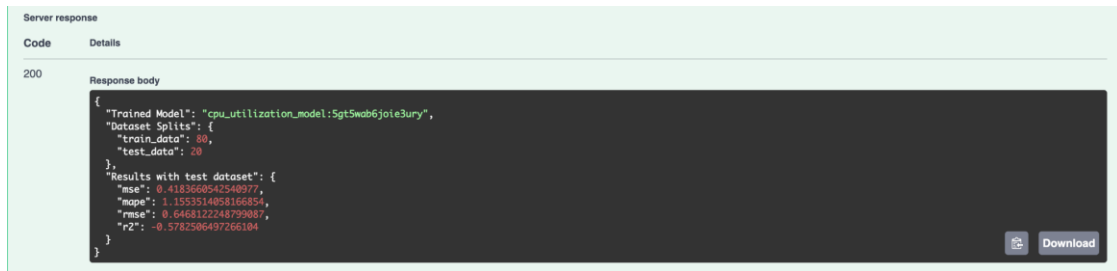 Server response
Code Details
200
Response body
{
  "Trained Model": "cpu_utilization_model:5gt5wab6joie3ury",
  "Dataset Splits": {
    "train_data": 80,
    "test_data": 20
  },
  "Results with test dataset": {
    "mse": 0.4183660542540977,
    "mape": 1.1553514058166854,
    "rmse": 0.6468122248799087,
    "r2": -0.5782506497266104
  }
}
Download